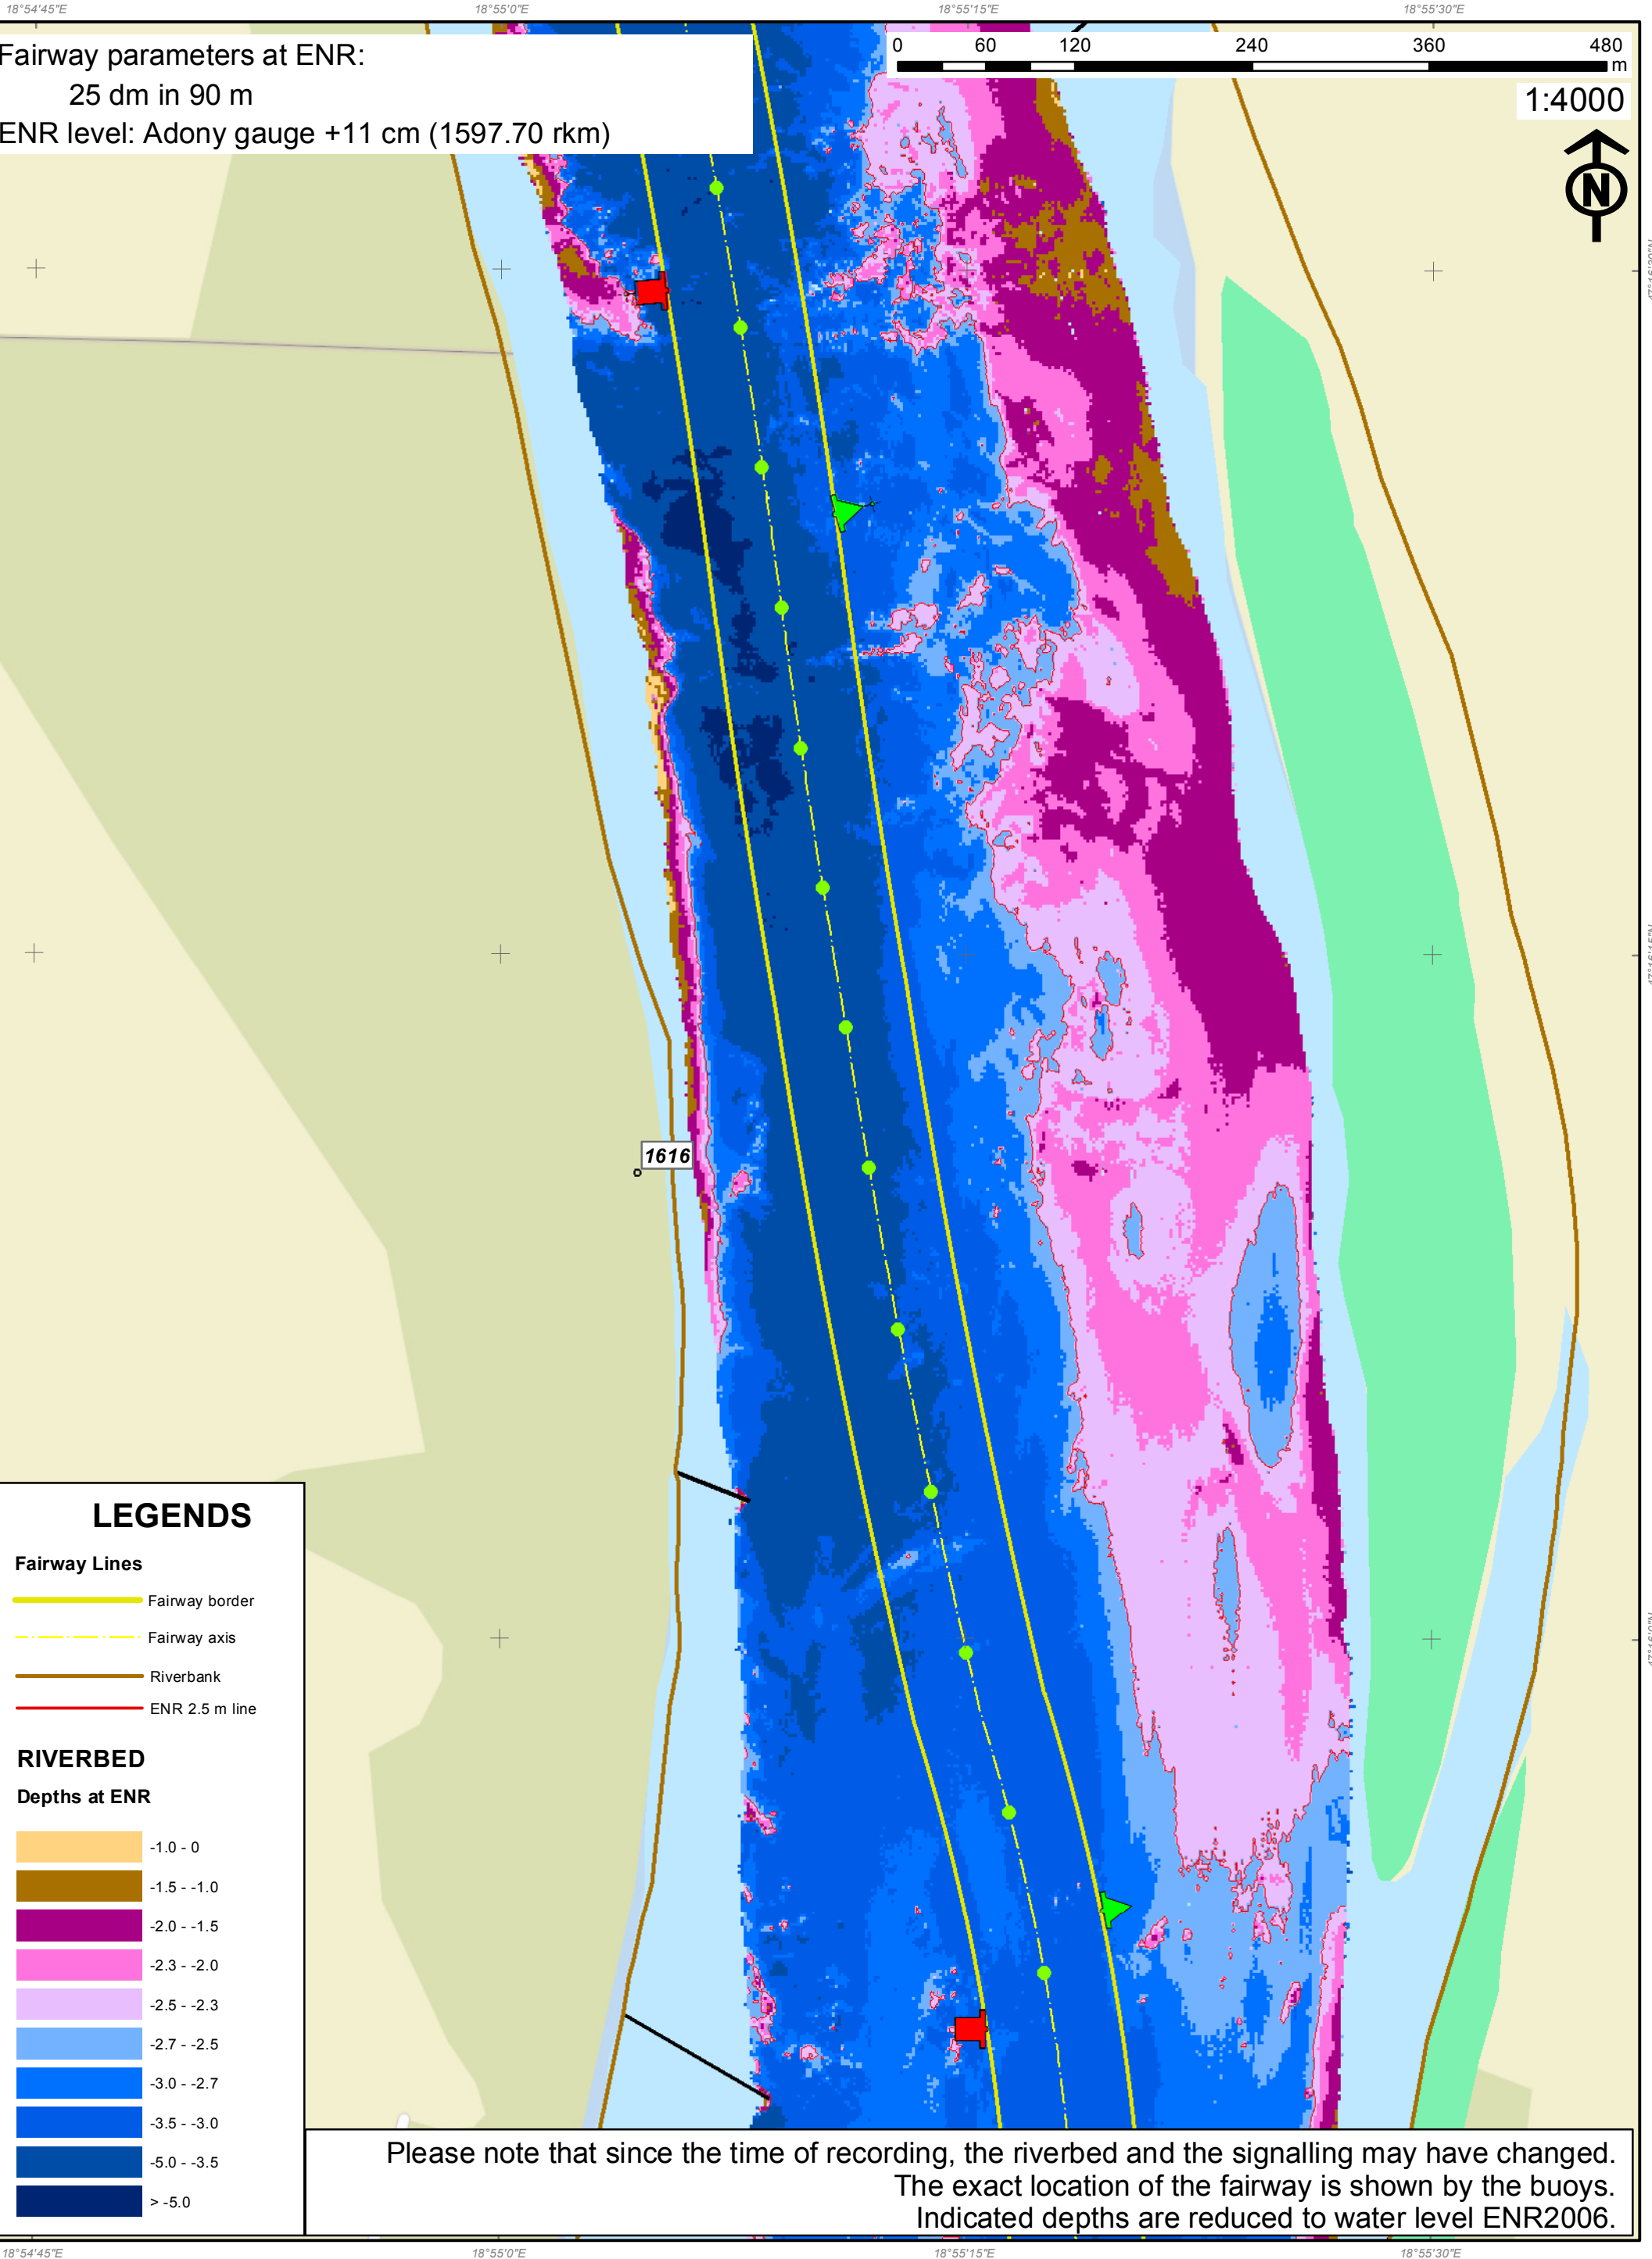 18°54'45"E 18°55'0"E 18°55'15"E 18°55'30"E
Fairway parameters at ENR:
25 dm in 90 m
ENR level: Adony gauge +11 cm (1597.70 rkm)
0 60 120 240 360 480
m
1:4000
N
1616
LEGENDS
Fairway Lines
Fairway border
Fairway axis
Riverbank
ENR 2.5 m line
RIVERBED
Depths at ENR
-1.0 - 0
-1.5 - -1.0
-2.0 - -1.5
-2.3 - -2.0
-2.5 - -2.3
-2.7 - -2.5
-3.0 - -2.7
-3.5 - -3.0
-5.0 - -3.5
> -5.0
Please note that since the time of recording, the riverbed and the signalling may have changed.
The exact location of the fairway is shown by the buoys.
Indicated depths are reduced to water level ENR2006.
18°54'45"E 18°55'0"E 18°55'15"E 18°55'30"E